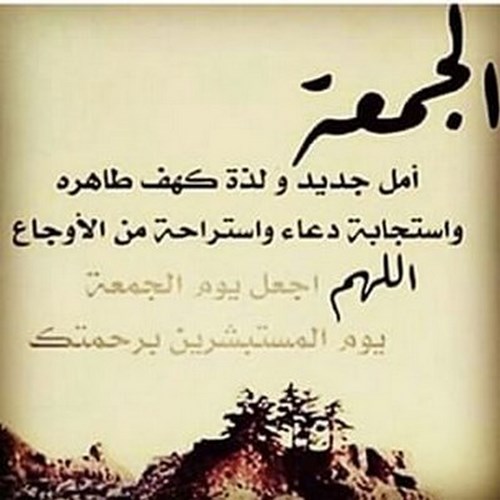 الجمعة
أمل جديد و لذة كهف طاهره
واستجابة دعاء واستراحة من الأوجاع
اللهم اجعل يوم الجمعة
يوم المستبشرين برحمتك